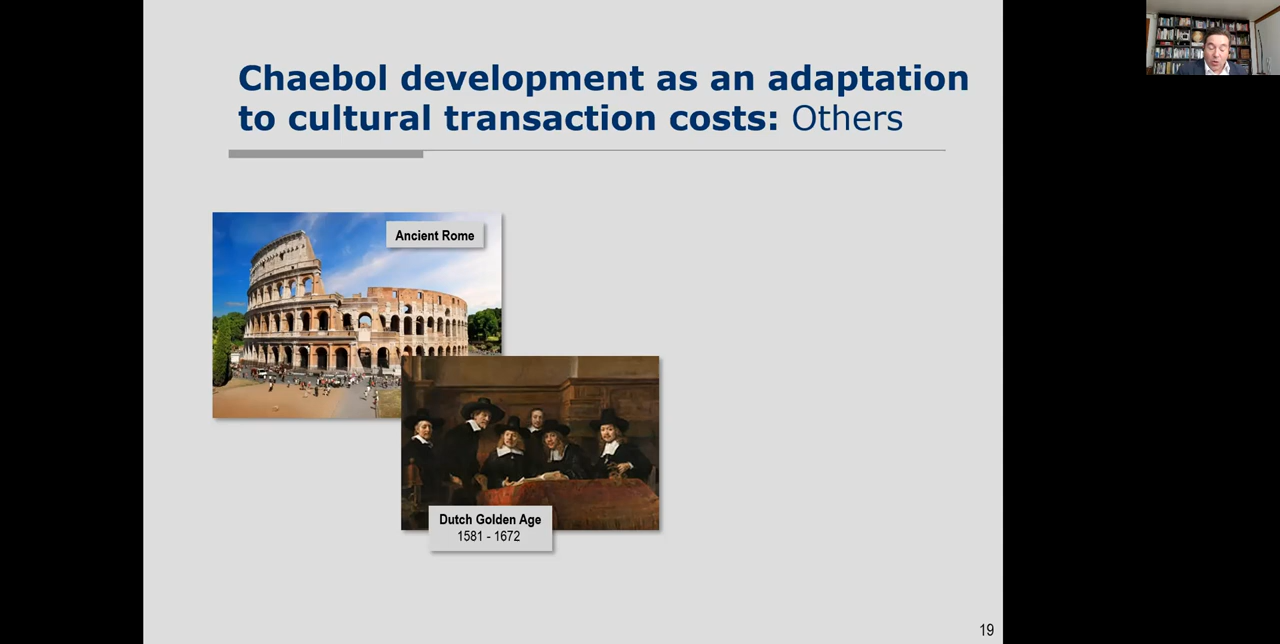 Chaebol development as an adaptation
to cultural transaction costs: Others
Ancient Rome
Dutch Golden Age
1581 - 1672
19